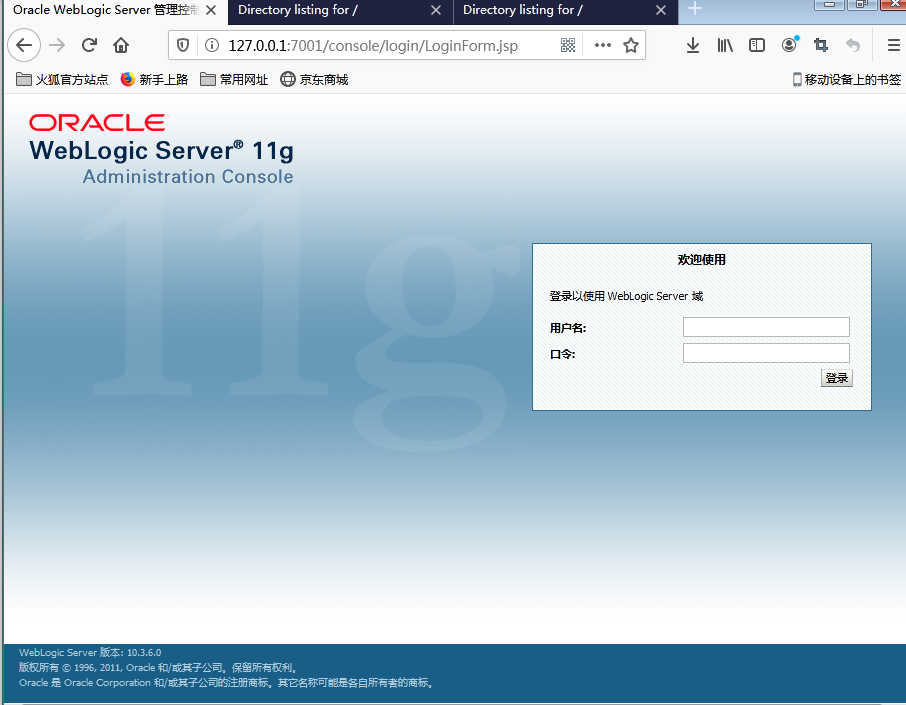 Oracle WebLogic Server 管理控制
Directory listing for /
Directory listing for /
127.0.0.1:7001/console/login/LoginForm.jsp
火狐官方站点 新手上路 常用网址 京东商城 移动设备上的书签
ORACLE
WebLogic Server® 11g
Administration Console
11g
欢迎使用
登录以使用 WebLogic Server 域
用户名:
口令:
登录
WebLogic Server 版本: 10.3.6.0
版权所有 © 1996, 2011, Oracle 和/或其子公司。保留所有权利。
Oracle 是 Oracle Corporation 和/或其子公司的注册商标。其它名称可能是各自所有者的商标。